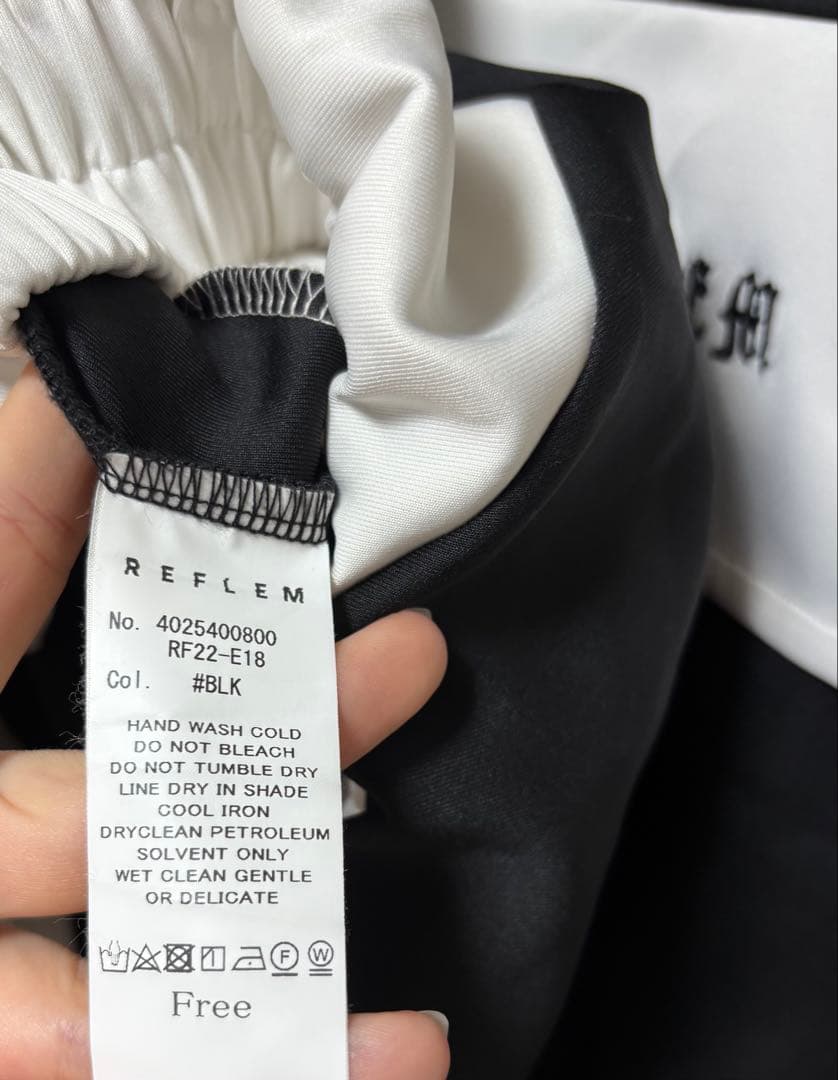 EM
REFLEM
No. 4025400800
RF22-E18
Col. #BLK
HAND WASH COLD
DO NOT BLEACH
DO NOT TUMBLE DRY
LINE DRY IN SHADE
COOL IRON
DRYCLEAN PETROLEUM
SOLVENT ONLY
WET CLEAN GENTLE
OR DELICATE
F W
Free